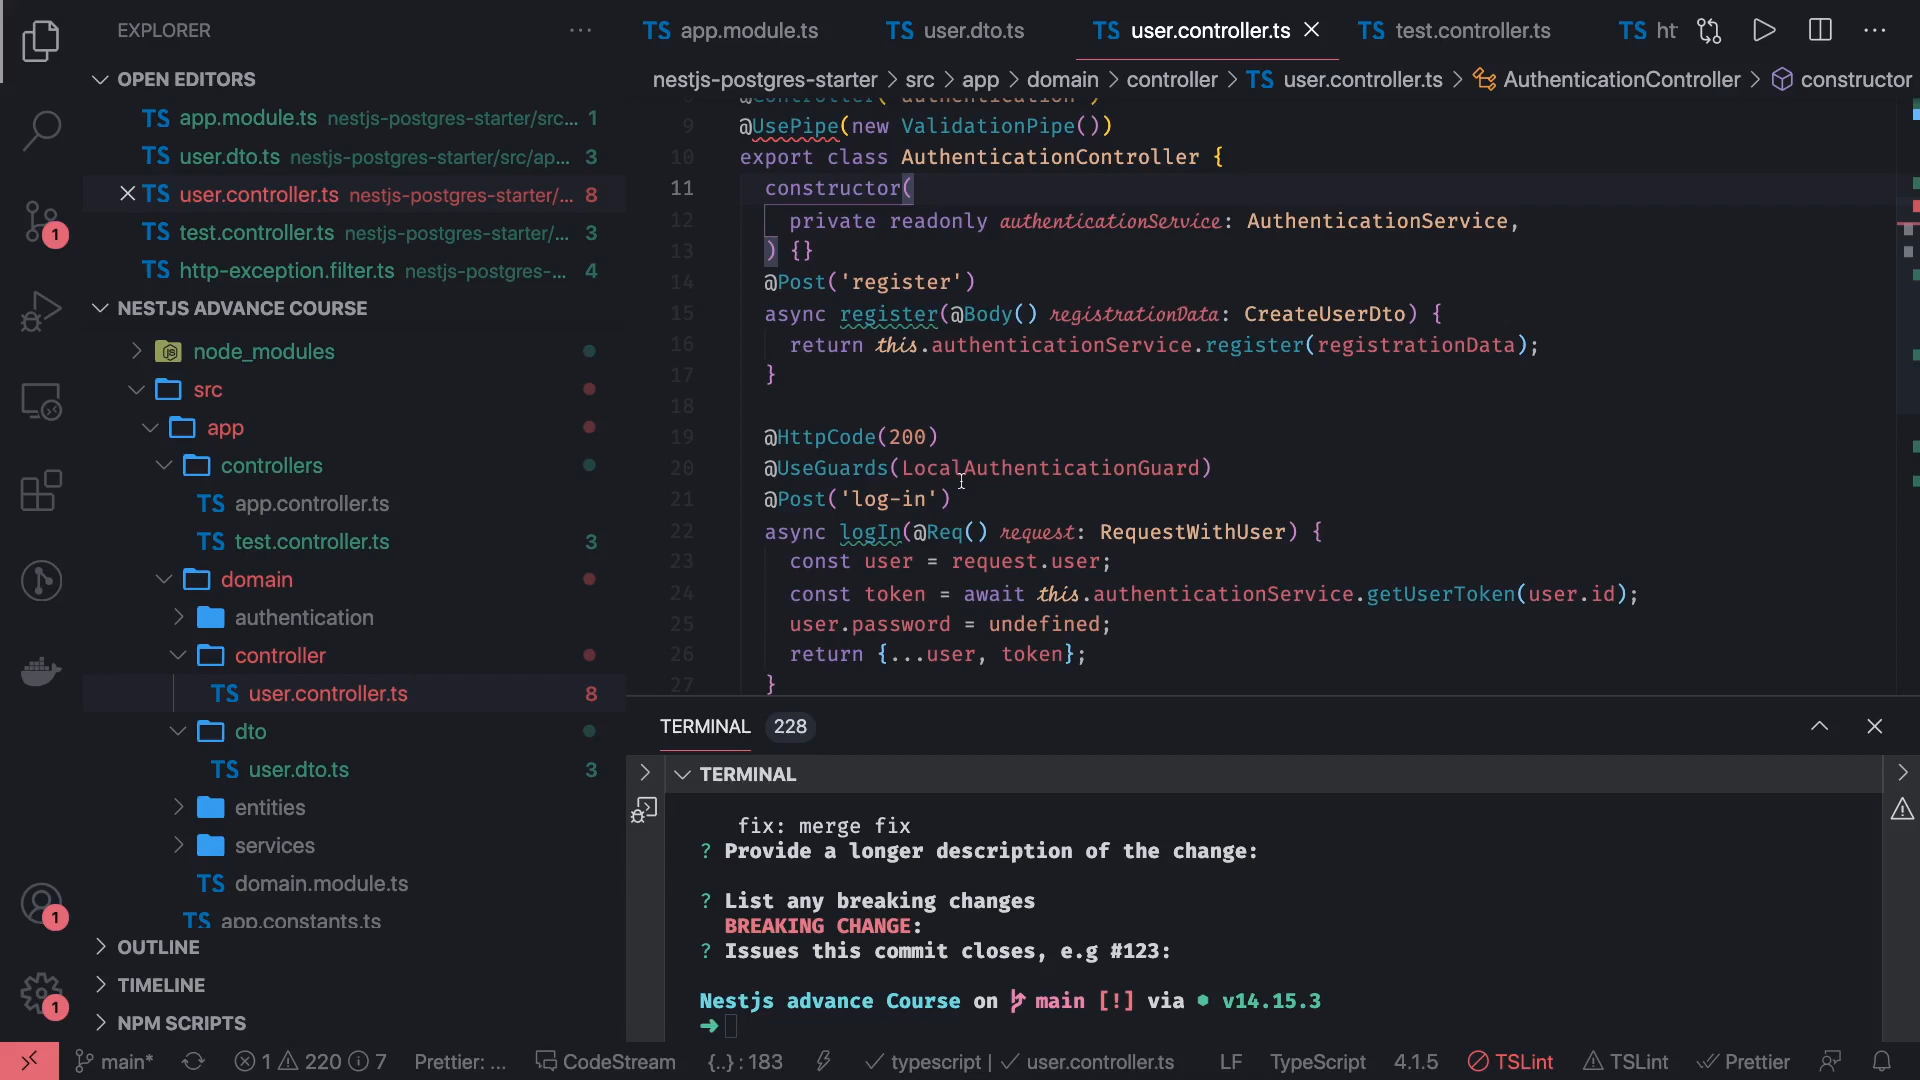 EXPLORER
OPEN EDITORS
TS app.module.ts nestjs-postgres-starter/src... 1
TS user.dto.ts nestjs-postgres-starter/src/ap... 3
TS user.controller.ts nestjs-postgres-starter/... 8
TS test.controller.ts nestjs-postgres-starter/... 3
TS http-exception.filter.ts nestjs-postgres-... 4
NESTJS ADVANCE COURSE
node_modules
src
app
controllers
TS app.controller.ts
TS test.controller.ts 3
domain
authentication
controller
TS user.controller.ts 8
dto
TS user.dto.ts 3
entities
services
TS domain.module.ts
TS app.constants.ts
OUTLINE
TIMELINE
NPM SCRIPTS
1
1
1
TS app.module.ts TS user.dto.ts TS user.controller.ts TS test.controller.ts TS ht
nestjs-postgres-starter > src > app > domain > controller > TS user.controller.ts > AuthenticationController > constructor
8 @Controller('authentication')
9 @UsePipe(new ValidationPipe())
10 export class AuthenticationController {
11 constructor(
12 private readonly authenticationService: AuthenticationService,
13 ) {}
14 @Post('register')
15 async register(@Body() registrationData: CreateUserDto) {
16 return this.authenticationService.register(registrationData);
17 }
18
19 @HttpCode(200)
20 @UseGuards(LocalAuthenticationGuard)
21 @Post('log-in')
22 async logIn(@Req() request: RequestWithUser) {
23 const user = request.user;
24 const token = await this.authenticationService.getUserToken(user.id);
25 user.password = undefined;
26 return {...user, token};
27 }
TERMINAL 228
TERMINAL
fix: merge fix
? Provide a longer description of the change:
? List any breaking changes
BREAKING CHANGE:
? Issues this commit closes, e.g #123:
Nestjs advance Course on main [!] via v14.15.3
➜
main* 1 220 7 Prettier: ... CodeStream {..} : 183 typescript | user.controller.ts LF TypeScript 4.1.5 TSLint TSLint Prettier